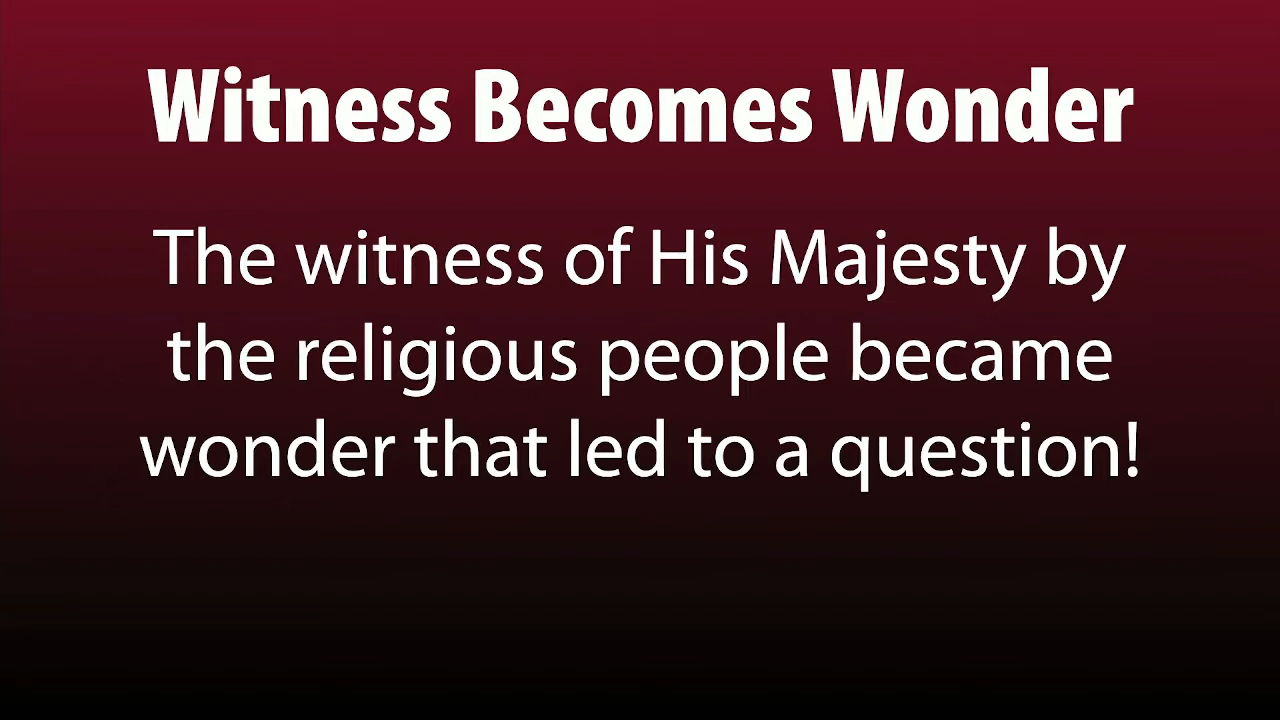 Witness Becomes Wonder
The witness of His Majesty by
the religious people became
wonder that led to a question!